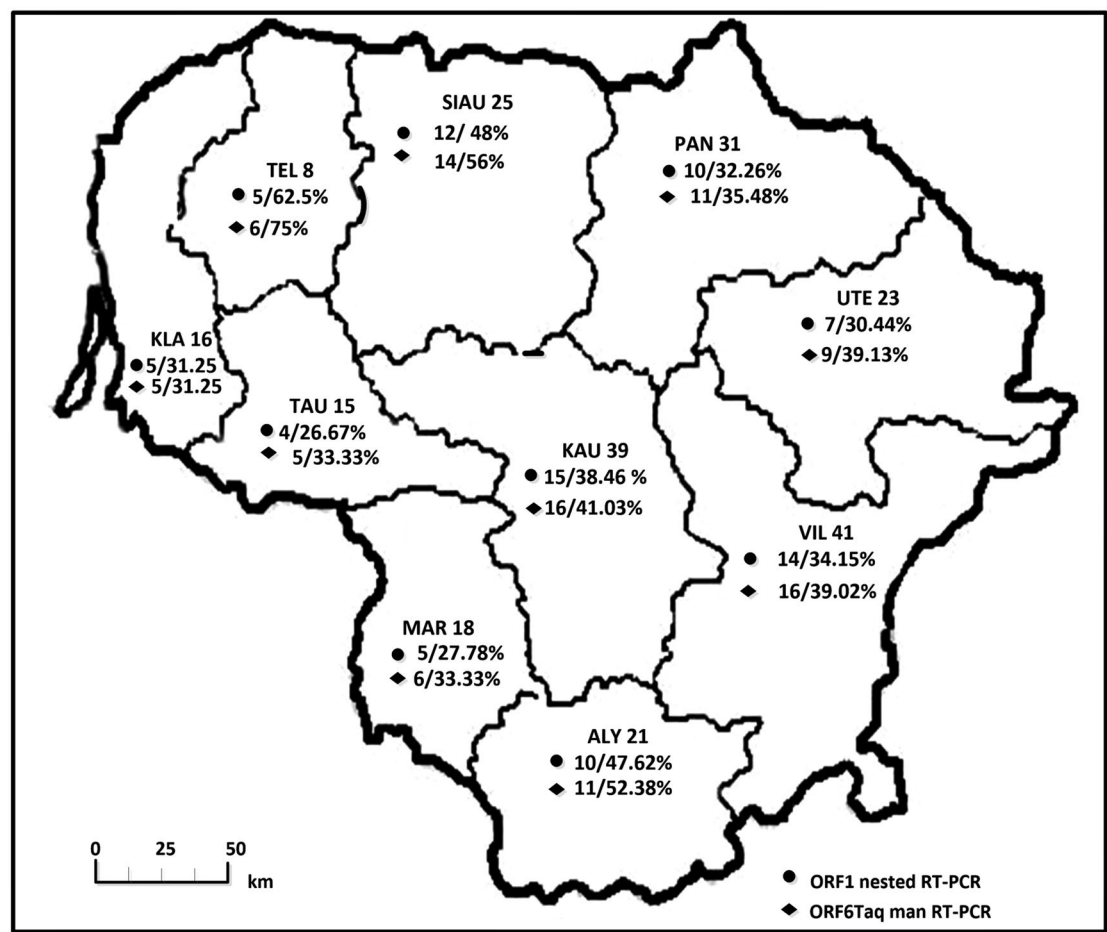 SIAU 25
12/ 48%
14/56%
PAN 31
10/32.26%
11/35.48%
TEL 8
5/62.5%
6/75%
UTE 23
7/30.44%
9/39.13%
KLA 16
5/31.25
5/31.25
TAU 15
4/26.67%
5/33.33%
KAU 39
15/38.46 %
16/41.03%
VIL 41
14/34.15%
16/39.02%
MAR 18
5/27.78%
6/33.33%
ALY 21
10/47.62%
11/52.38%
0 25 50
km
ORF1 nested RT-PCR
ORF6Taq man RT-PCR